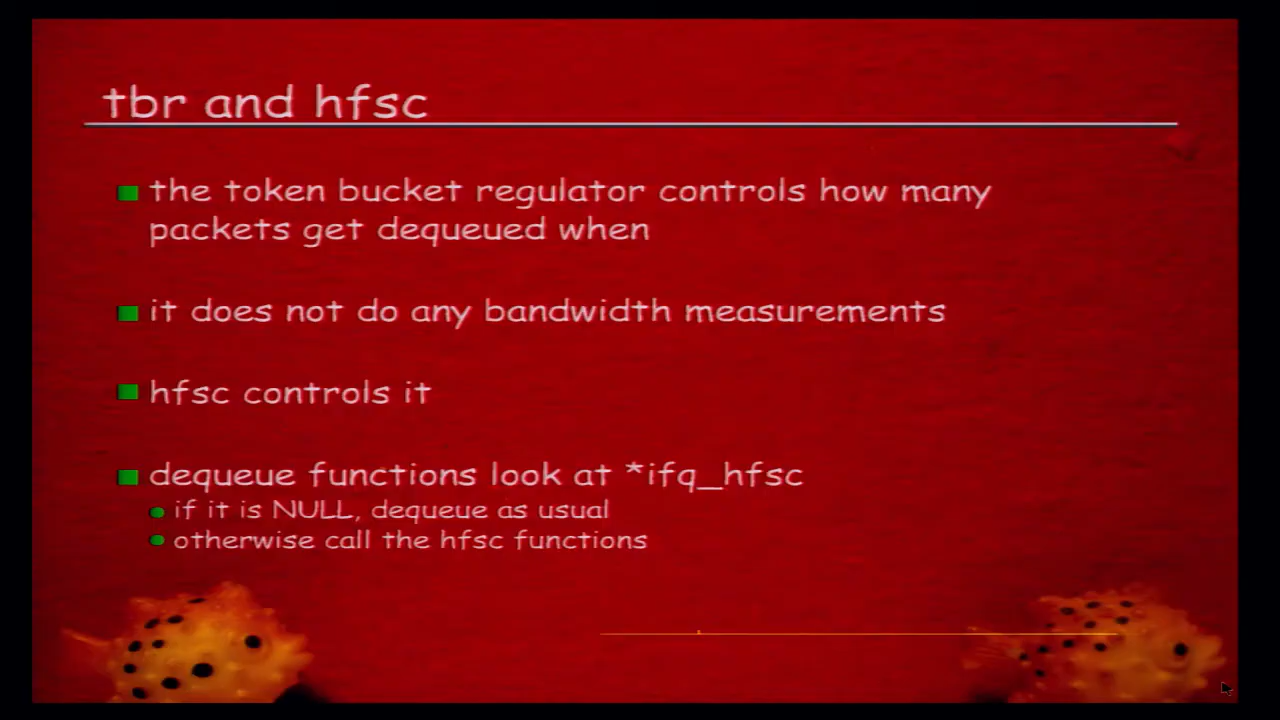 tbr and hfsc
the token bucket regulator controls how many
packets get dequeued when
it does not do any bandwidth measurements
hfsc controls it
dequeue functions look at *ifq_hfsc
if it is NULL, dequeue as usual
otherwise call the hfsc functions